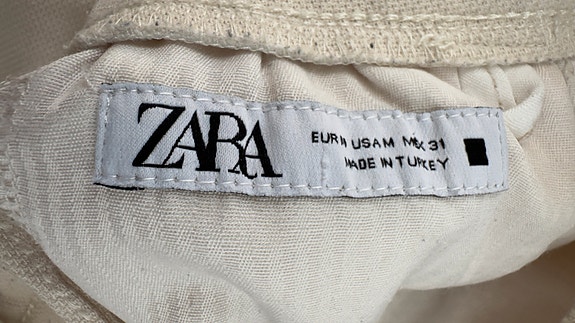 ZARA
EUR M USA M MEX 31
MADE IN TURKEY